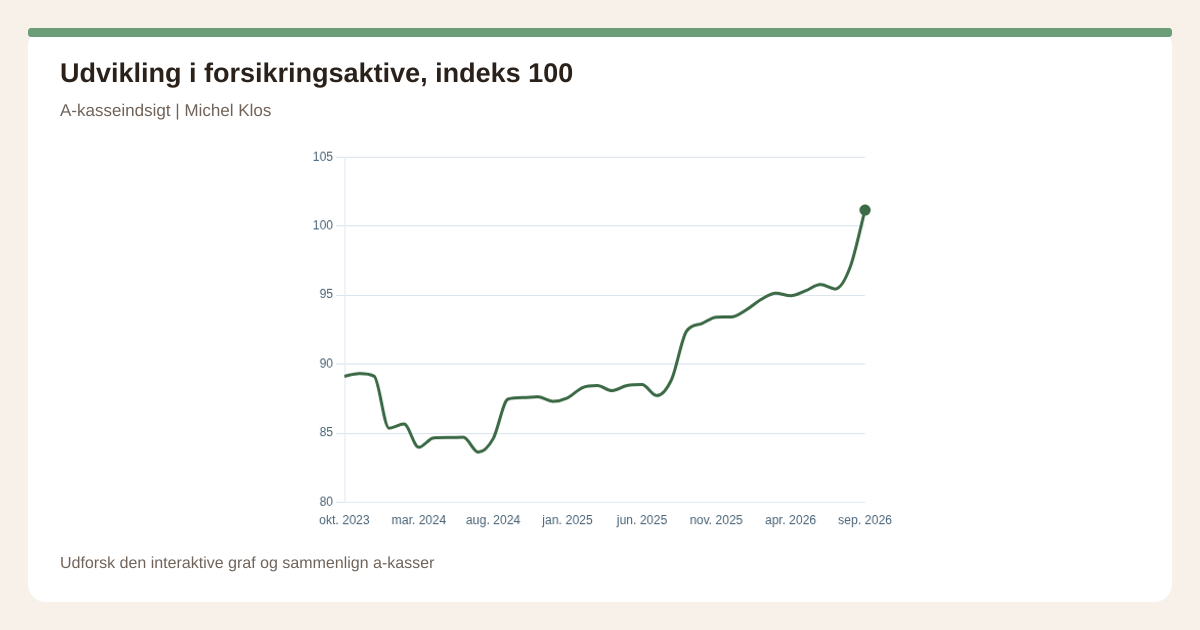 Udvikling i forsikringsaktive, indeks 100
A-kasseindsigt | Michel Klos
105
100
95
90
85
80
okt. 2023 mar. 2024 aug. 2024 jan. 2025 jun. 2025 nov. 2025 apr. 2026 sep. 2026
Udforsk den interaktive graf og sammenlign a-kasser